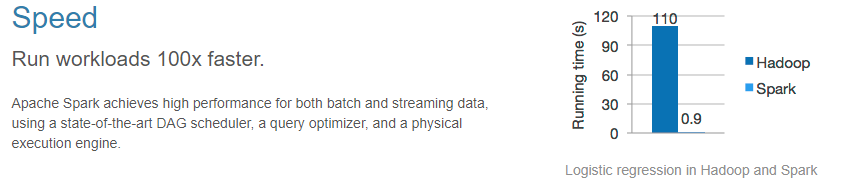 Speed
Run workloads 100x faster.
Apache Spark achieves high performance for both batch and streaming data,
using a state-of-the-art DAG scheduler, a query optimizer, and a physical
execution engine.
Running time (s)
120
90
60
30
0
110
0.9
Hadoop
Spark
Logistic regression in Hadoop and Spark